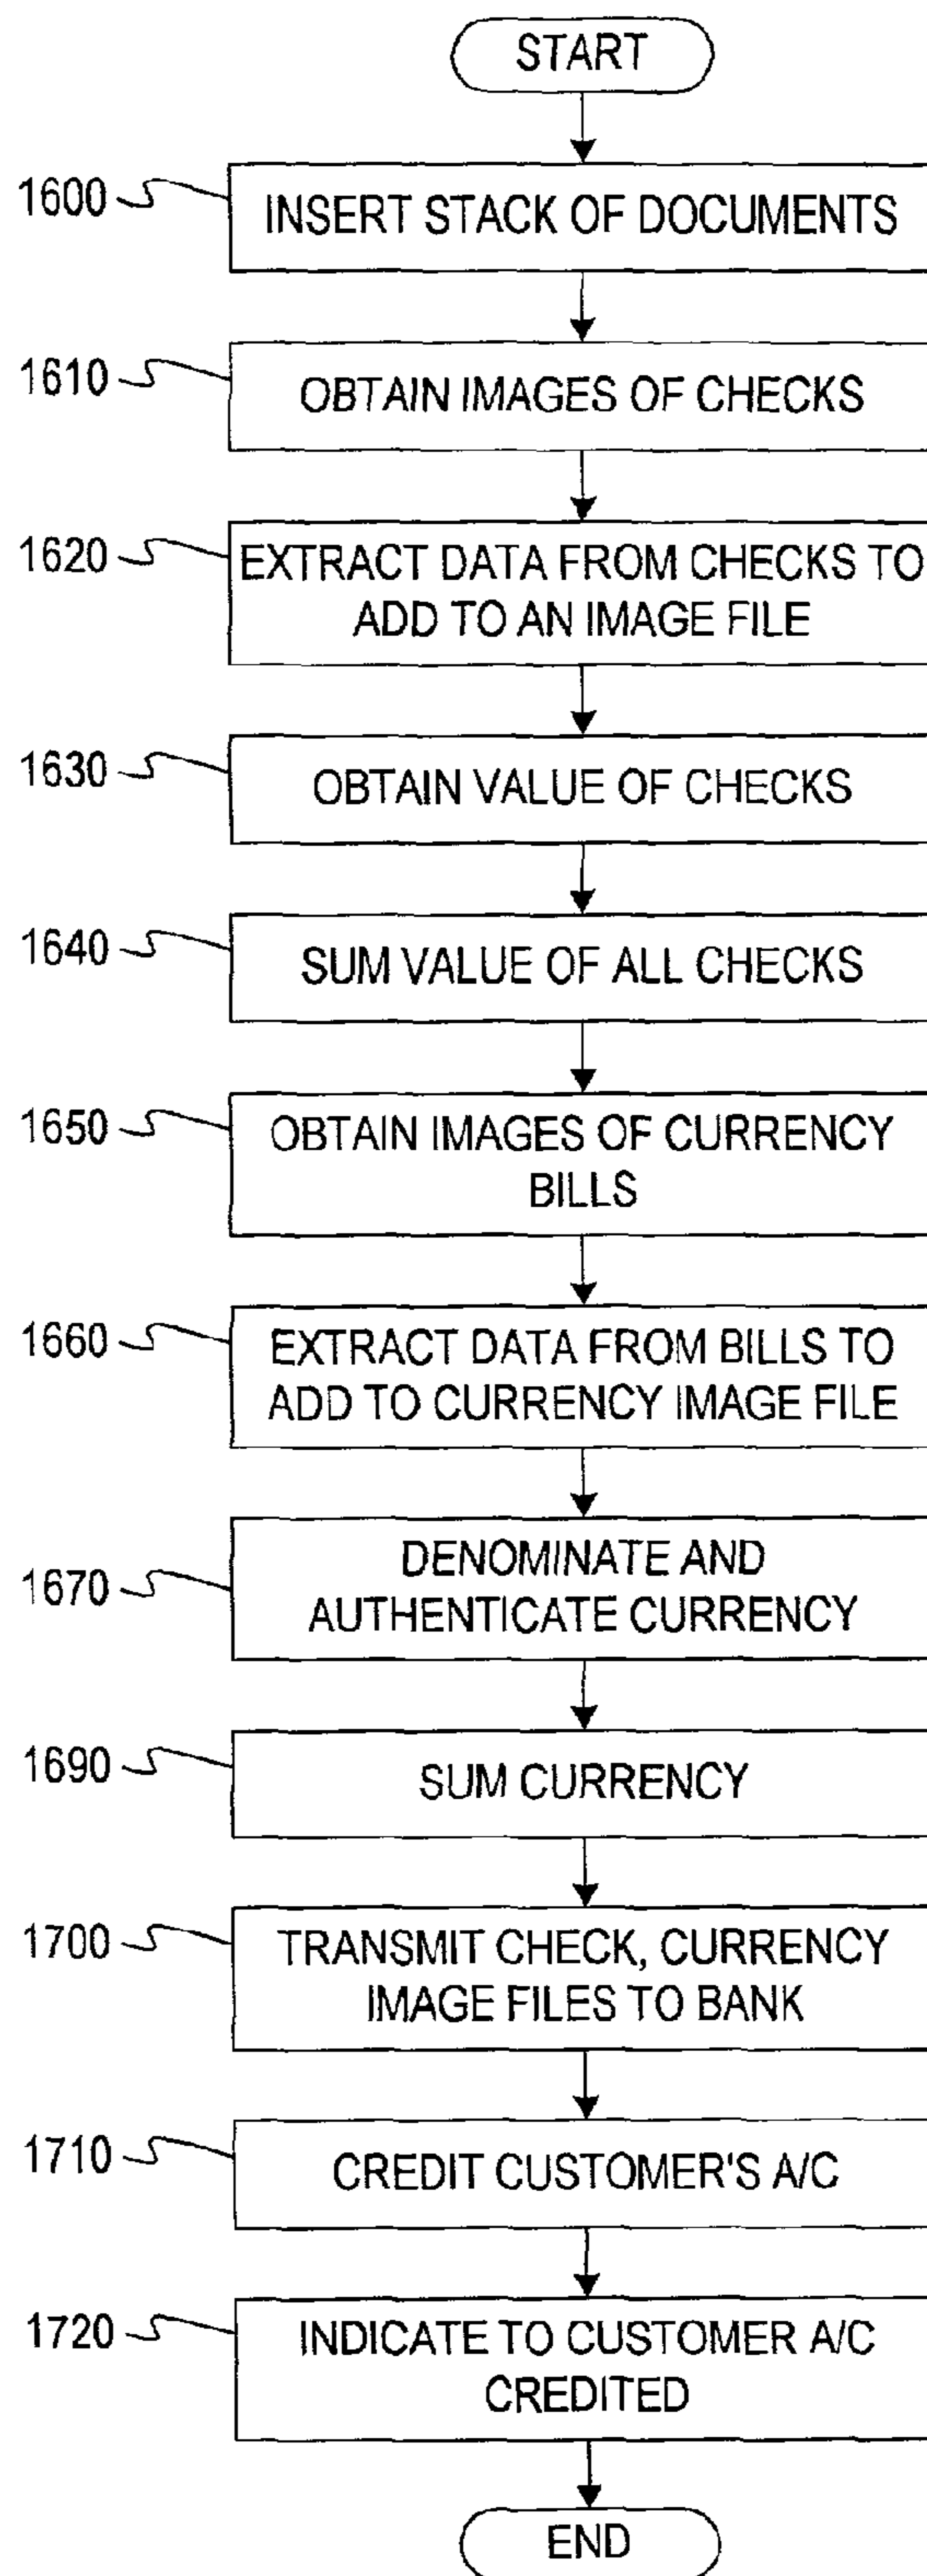 START
1600
INSERT STACK OF DOCUMENTS
1610
OBTAIN IMAGES OF CHECKS
1620
EXTRACT DATA FROM CHECKS TO
ADD TO AN IMAGE FILE
1630
OBTAIN VALUE OF CHECKS
1640
SUM VALUE OF ALL CHECKS
1650
OBTAIN IMAGES OF CURRENCY
BILLS
1660
EXTRACT DATA FROM BILLS TO
ADD TO CURRENCY IMAGE FILE
1670
DENOMINATE AND
AUTHENTICATE CURRENCY
1690
SUM CURRENCY
1700
TRANSMIT CHECK, CURRENCY
IMAGE FILES TO BANK
1710
CREDIT CUSTOMER'S A/C
1720
INDICATE TO CUSTOMER A/C
CREDITED
END